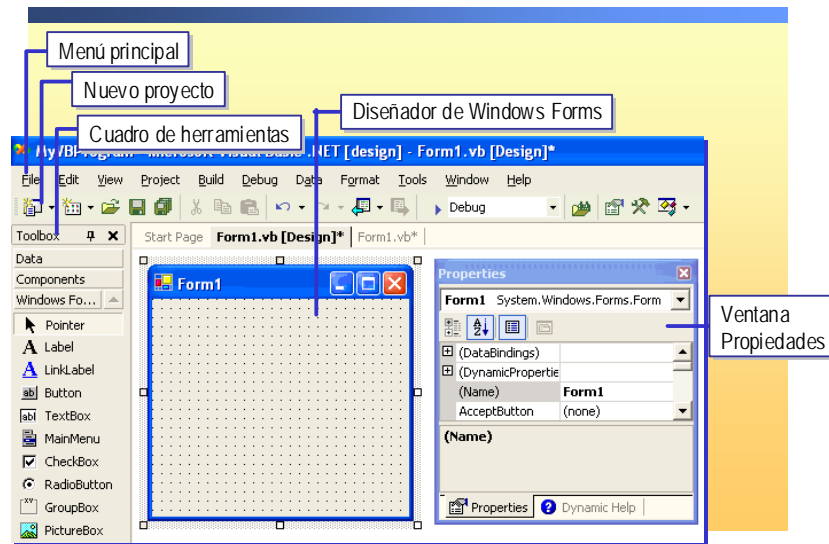 Menú principal
Nuevo proyecto
Diseñador de Windows Forms
Cuadro de herramientas
.NET [design] - Form1.vb [Design]*
File Edit View Project Build Debug Data Format Tools Window Help
Debug
Toolbox
Start Page Form1.vb [Design]* Form1.vb*
Data
Components
Windows Fo...
Pointer
A Label
A LinkLabel
ab Button
abl TextBox
MainMenu
CheckBox
RadioButton
XY GroupBox
PictureBox
Form1
Properties
Form1 System.Windows.Forms.Form
(DataBindings)
(DynamicPropertie
(Name) Form1
AcceptButton (none)
(Name)
Properties Dynamic Help
Ventana
Propiedades